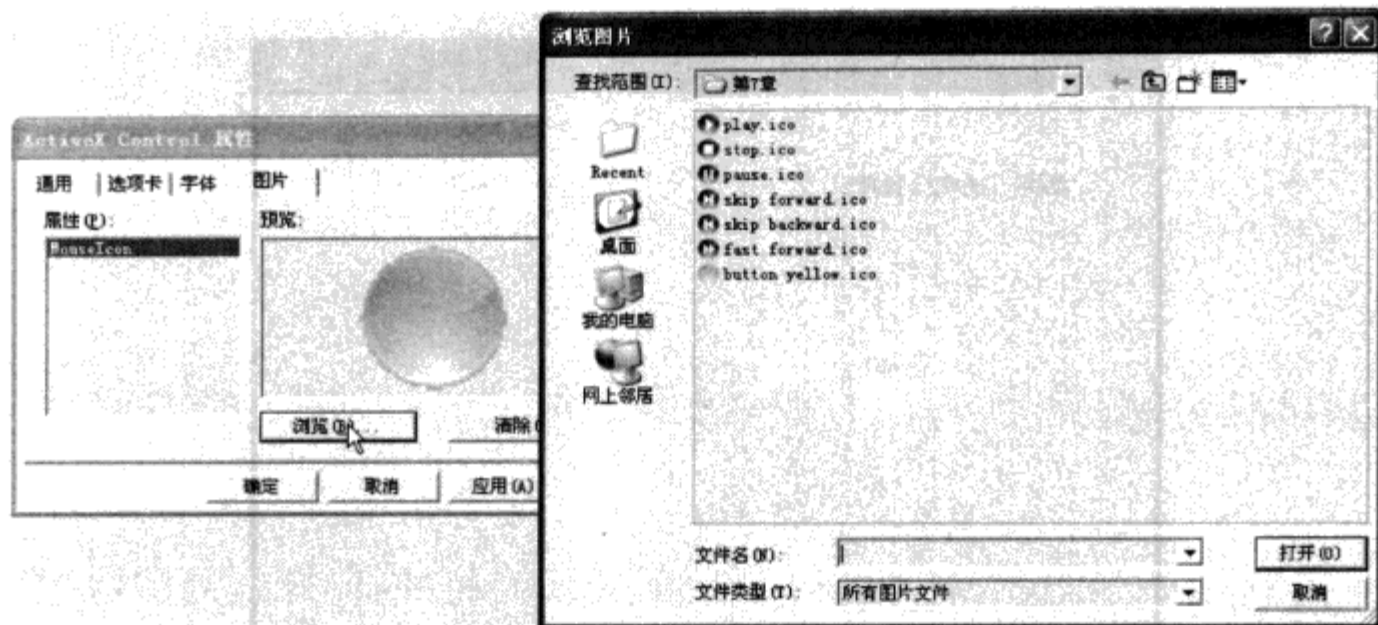 ActiveX Control 属性
通用 选项卡 字体 图片
属性(P):
MouseIcon
预览:
浏览(B)...
清除(
确定 取消 应用(A)
浏览图片
查找范围(I): 第7章
Recent
桌面
我的电脑
网上邻居
play.ico
stop.ico
pause.ico
skip forward.ico
skip backward.ico
fast forward.ico
button yellow.ico
文件名(N):
打开(O)
文件类型(T): 所有图片文件
取消